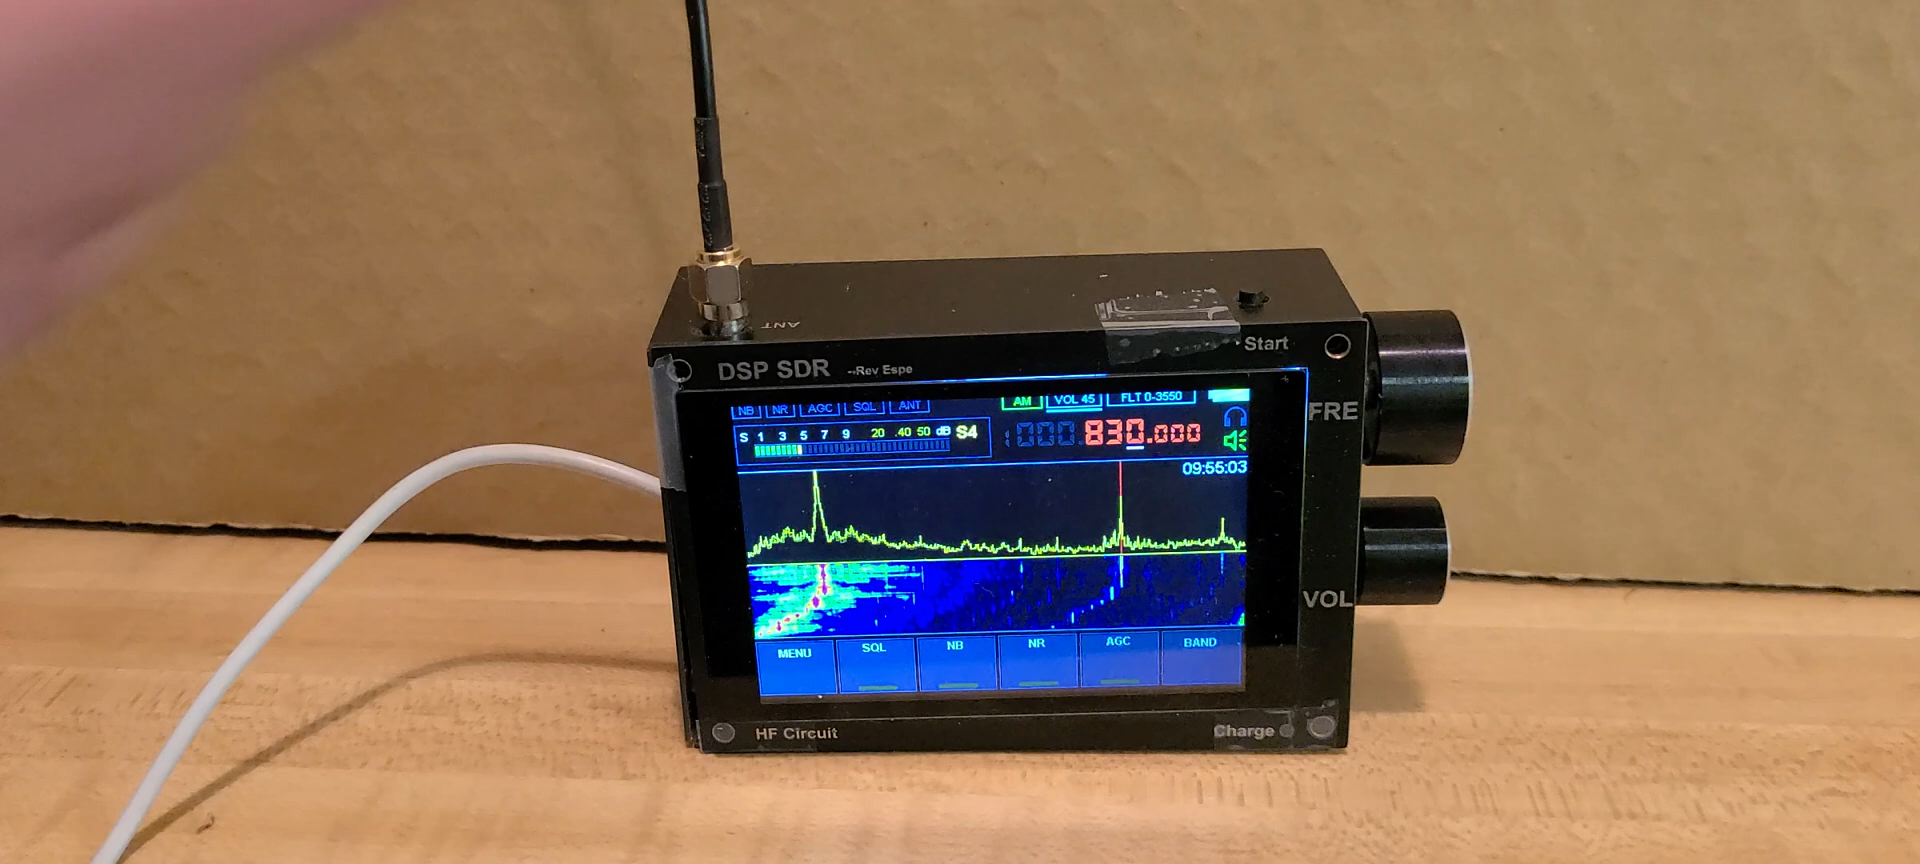 ANT
Start
DSP SDR --Rev Espe
NB NR AGC SQL ANT AM VOL 45 FLT 0-3550
S 1 3 5 7 9 20 .40 50 dB S4 830.000
09:55:03
FRE
VOL
MENU SQL NB NR AGC BAND
HF Circuit Charge